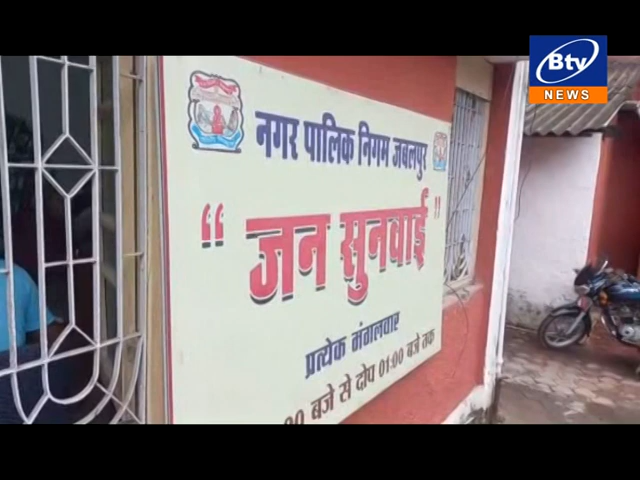 Btv
NEWS
नगर पालिक निगम जबलपुर
“ जन सुनवाई ”
प्रत्येक मंगलवार
बजे से दोप 01:00 बजे तक